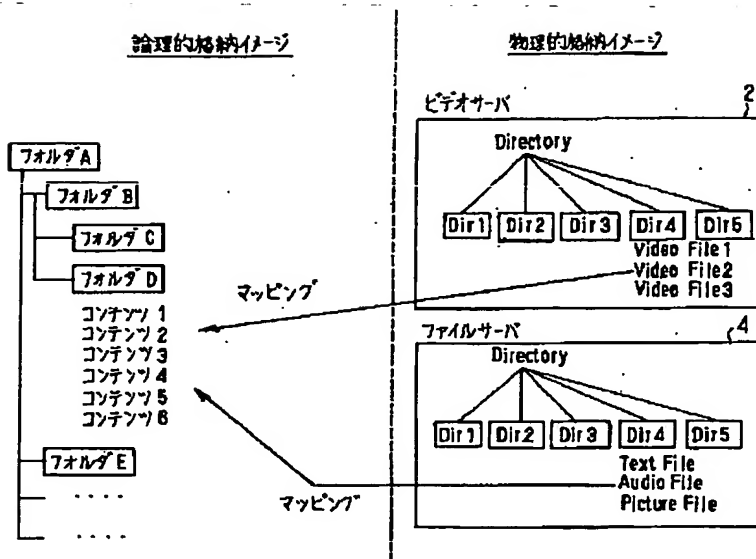 論理的格納イメージ
フォルダA
フォルダB
フォルダC
フォルダD
コンテンツ1
コンテンツ2
コンテンツ3
コンテンツ4
コンテンツ5
コンテンツ6
フォルダE
....
....
マッピング
マッピング
物理的格納イメージ
ビデオサーバ
2
Directory
Dir1 Dir2 Dir3 Dir4 Dir5
Video File1
Video File2
Video File3
ファイルサーバ
4
Directory
Dir1 Dir2 Dir3 Dir4 Dir5
Text File
Audio File
Picture File